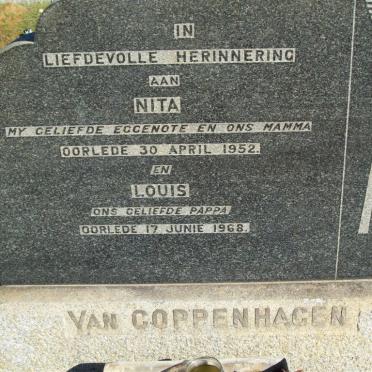 IN
LIEFDEVOLLE HERINNERING
AAN
NITA
MY GELIEFDE EGGENOTE EN ONS MAMMA
OORLEDE 30 APRIL 1952.
EN
LOUIS
ONS GELIEFDE PAPPA
OORLEDE 17 JUNIE 1968.
VAN COPPENHAGEN